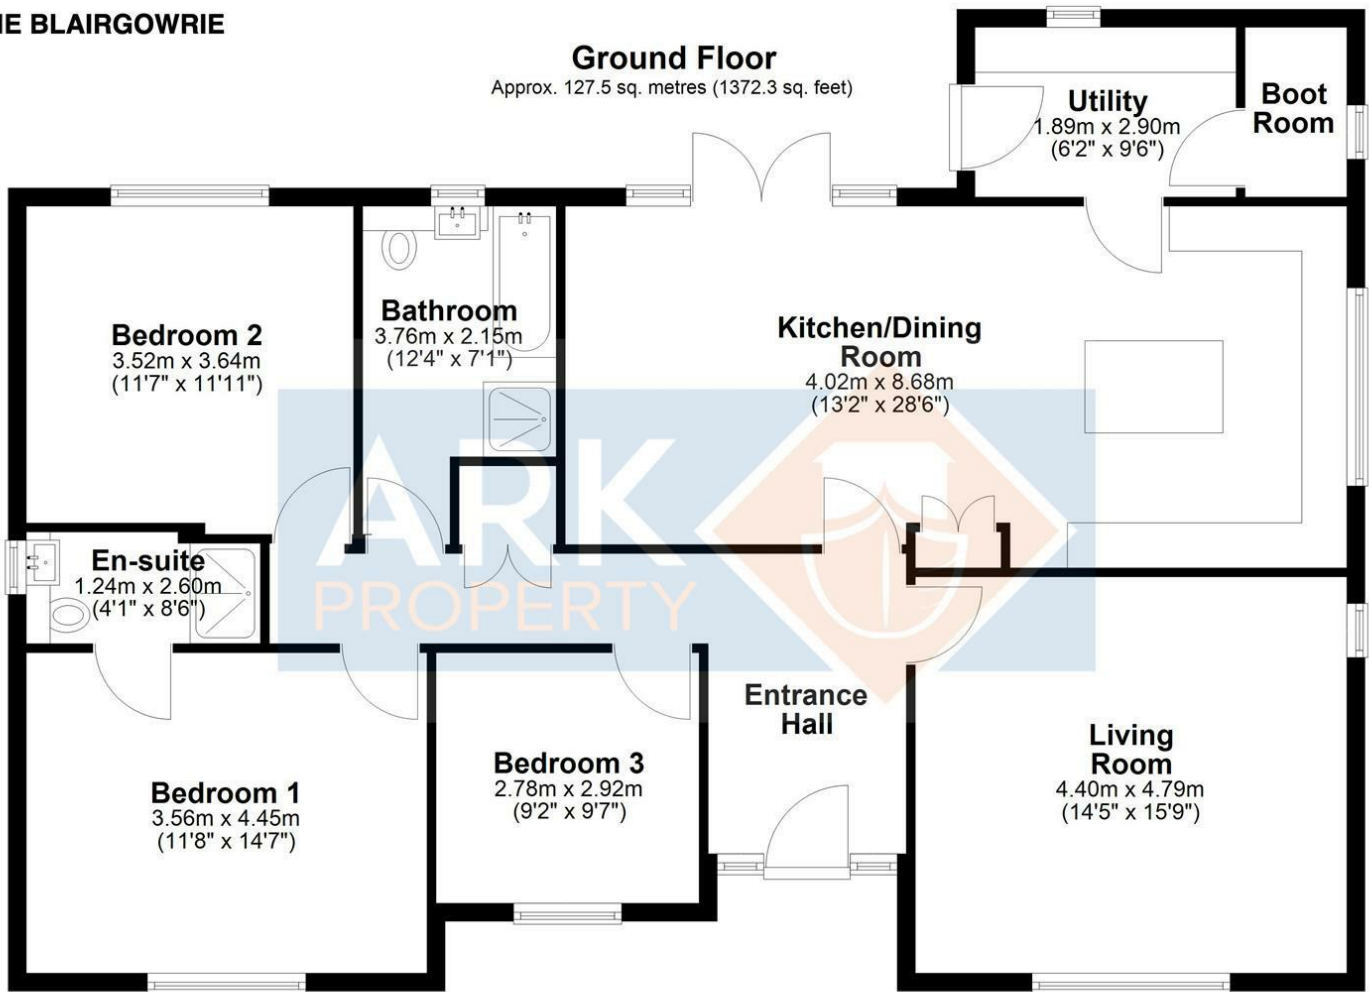 IE BLAIRGOWRIE
Ground Floor
Approx. 127.5 sq. metres (1372.3 sq. feet)
Utility
1.89m x 2.90m
(6'2" x 9'6")
Boot
Room
Bedroom 2
3.52m x 3.64m
(11'7" x 11'11")
Bathroom
3.76m x 2.15m
(12'4" x 7'1")
Kitchen/Dining
Room
4.02m x 8.68m
(13'2" x 28'6")
ARK
PROPERTY
En-suite
1.24m x 2.60m
(4'1" x 8'6")
Entrance
Hall
Living
Room
4.40m x 4.79m
(14'5" x 15'9")
Bedroom 3
2.78m x 2.92m
(9'2" x 9'7")
Bedroom 1
3.56m x 4.45m
(11'8" x 14'7")